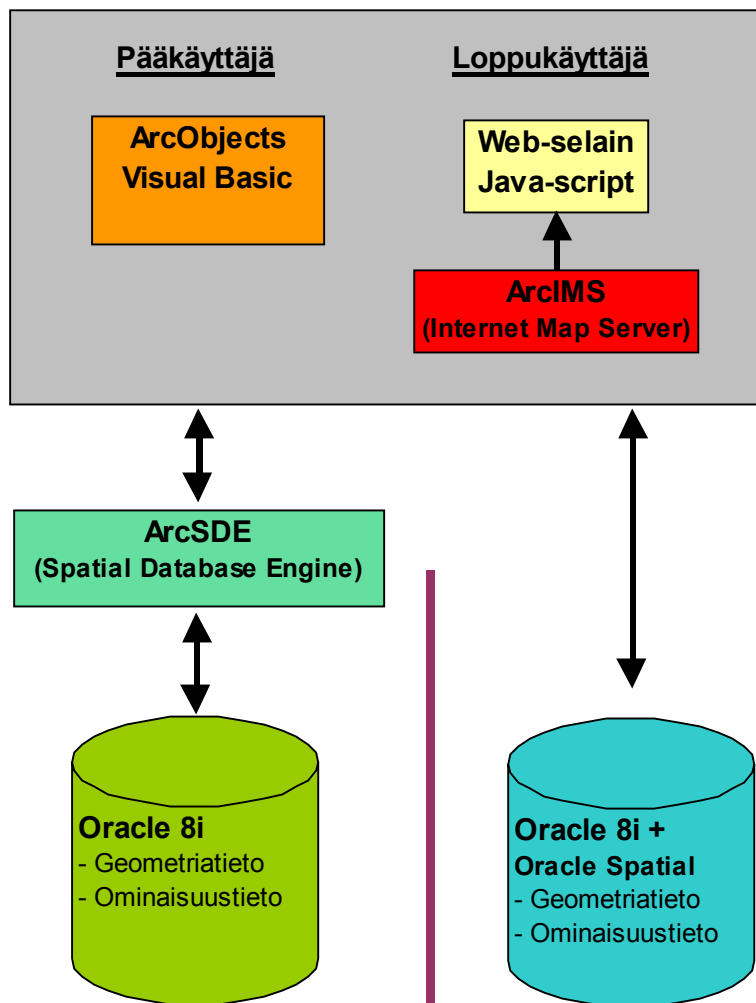 Pääkäyttäjä
Loppukäyttäjä
ArcObjects
Visual Basic
Web-selain
Java-script
ArcIMS
(Internet Map Server)
ArcSDE
(Spatial Database Engine)
Oracle 8i
- Geometriatieto
- Ominaisuustieto
Oracle 8i +
Oracle Spatial
- Geometriatieto
- Ominaisuustieto